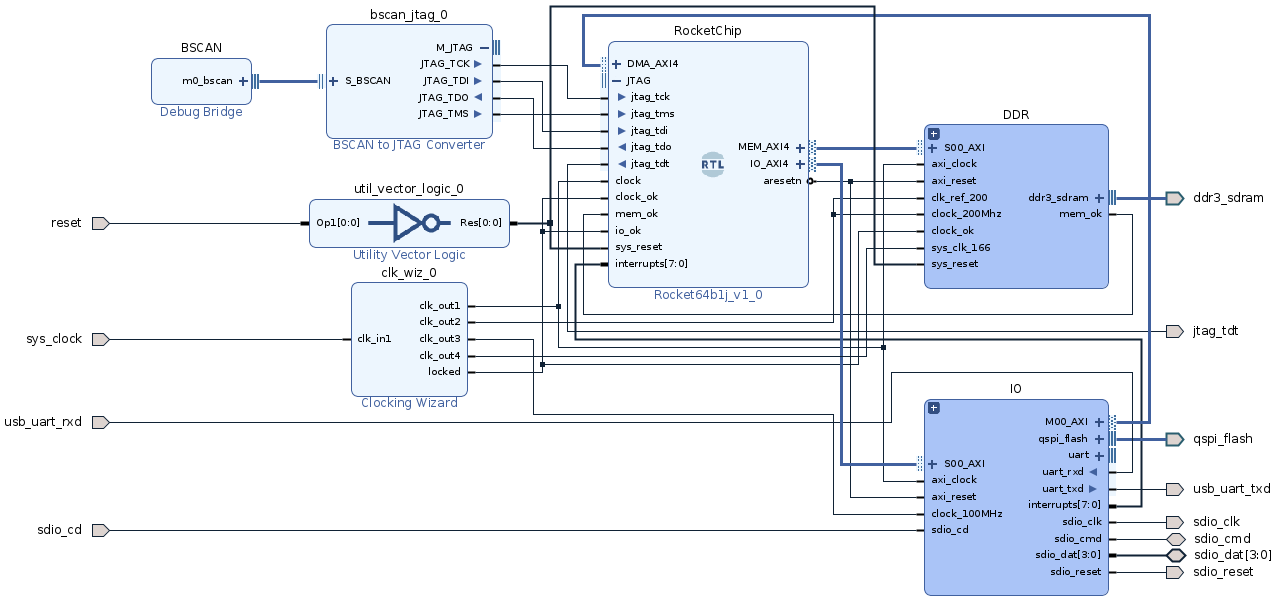 BSCAN
m0_bscan
Debug Bridge
bscan_jtag_0
S_BSCAN
M_JTAG
JTAG_TCK
JTAG_TDI
JTAG_TDO
JTAG_TMS
BSCAN to JTAG Converter
reset
util_vector_logic_0
Op1[0:0]
Res[0:0]
Utility Vector Logic
sys_clock
clk_wiz_0
clk_in1
clk_out1
clk_out2
clk_out3
clk_out4
locked
Clocking Wizard
usb_uart_rxd
sdio_cd
RocketChip
DMA_AXI4
JTAG
jtag_tck
jtag_tms
jtag_tdi
jtag_tdo
jtag_tdt
clock
clock_ok
mem_ok
io_ok
sys_reset
interrupts[7:0]
RTL
MEM_AXI4
IO_AXI4
aresetn
Rocket64b1j_v1_0
DDR
S00_AXI
axi_clock
axi_reset
clk_ref_200
clock_200Mhz
clock_ok
sys_clk_166
sys_reset
ddr3_sdram
mem_ok
ddr3_sdram
jtag_tdt
IO
S00_AXI
axi_clock
axi_reset
clock_100MHz
sdio_cd
M00_AXI
qspi_flash
uart
uart_rxd
uart_txd
interrupts[7:0]
sdio_clk
sdio_cmd
sdio_dat[3:0]
sdio_reset
qspi_flash
usb_uart_txd
sdio_clk
sdio_cmd
sdio_dat[3:0]
sdio_reset